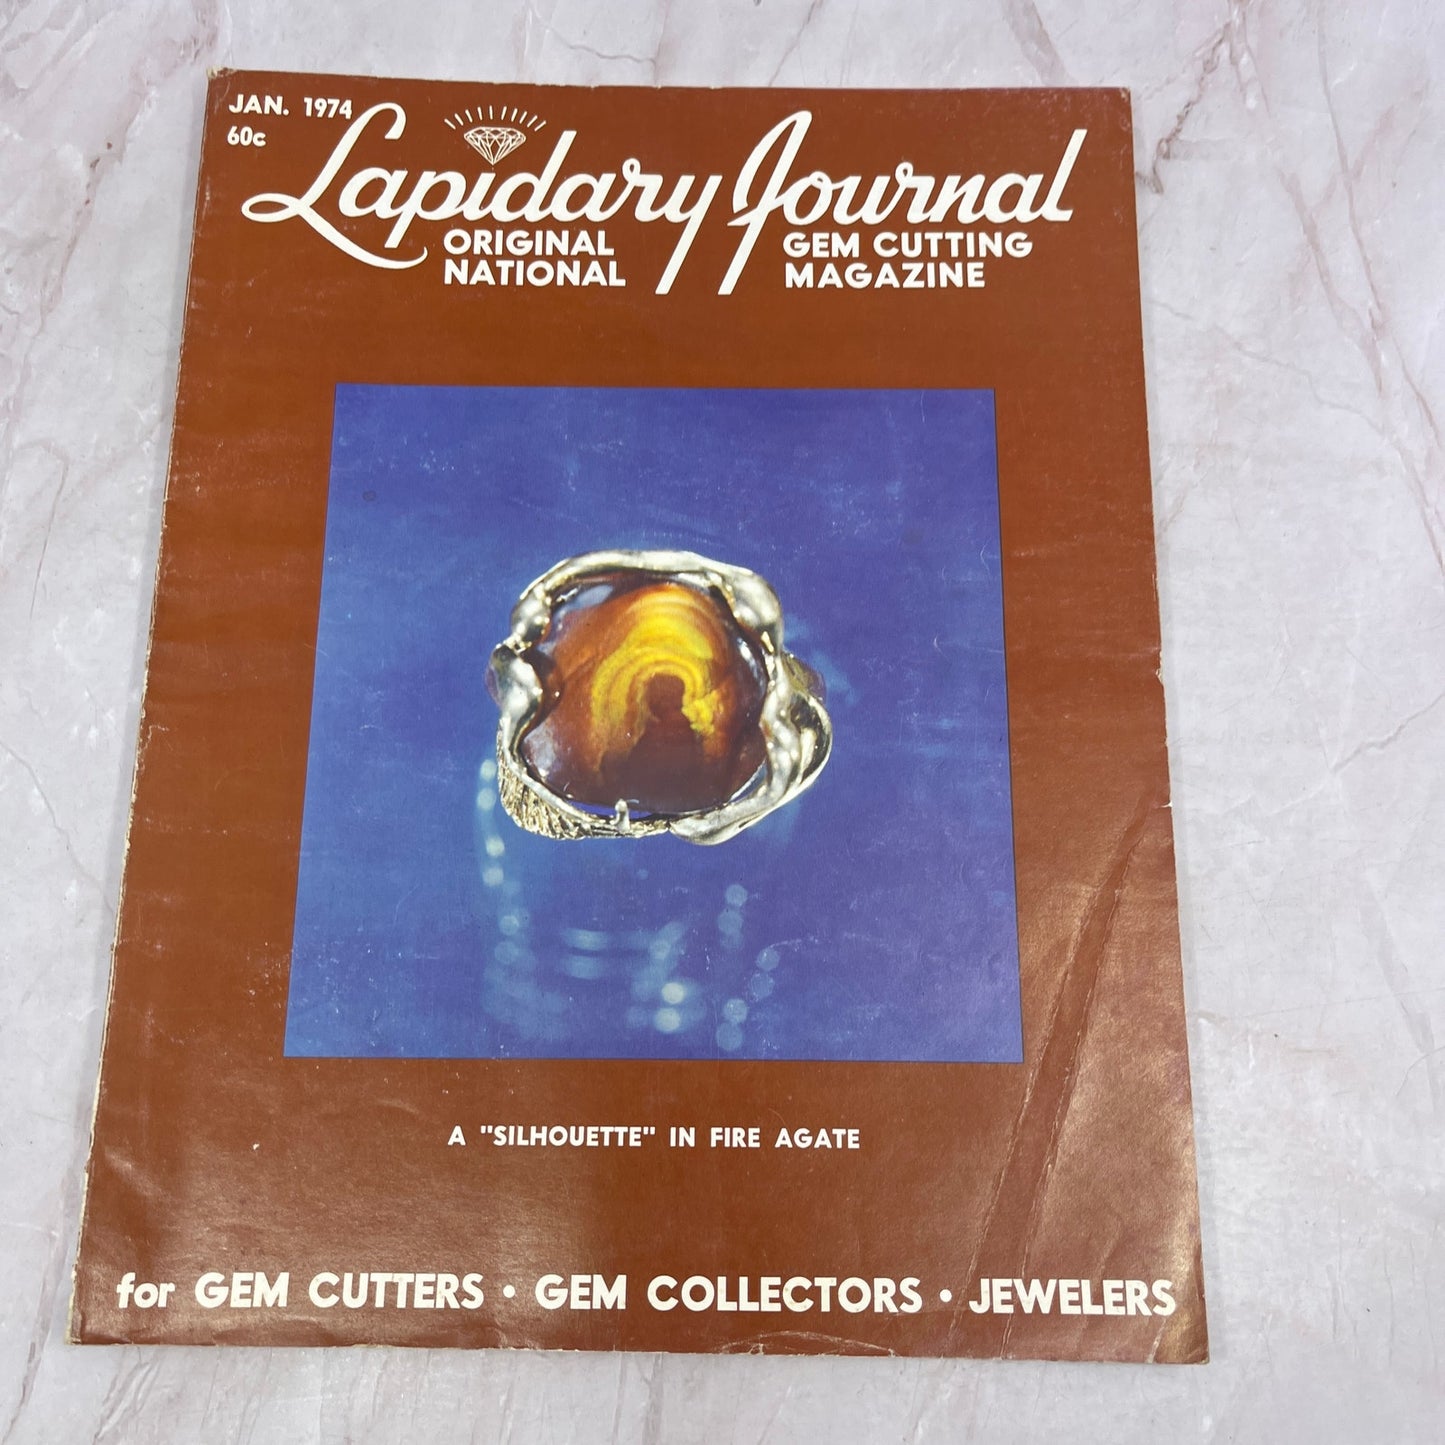 JAN. 1974
60c
Lapidary Journal
ORIGINAL NATIONAL
GEM CUTTING MAGAZINE
A "SILHOUETTE" IN FIRE AGATE
for GEM CUTTERS • GEM COLLECTORS • JEWELERS